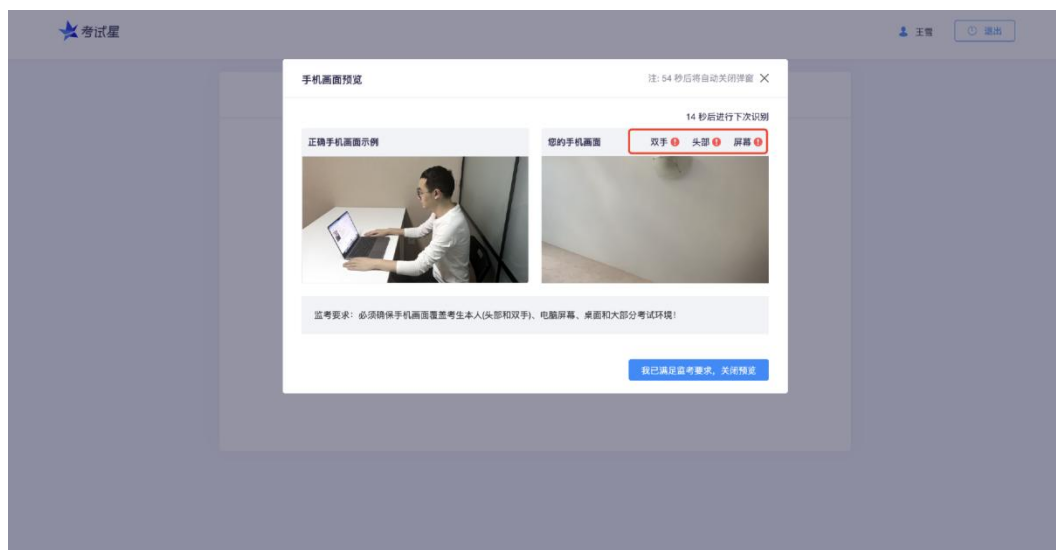 考试星
王雪
退出
手机画面预览
注: 54 秒后将自动关闭弹窗
14 秒后进行下次识别
正确手机画面示例
您的手机画面
双手
头部
屏幕
监考要求：必须确保手机画面覆盖考生本人(头部和双手)、电脑屏幕、桌面和大部分考试环境！
我已满足监考要求，关闭预览